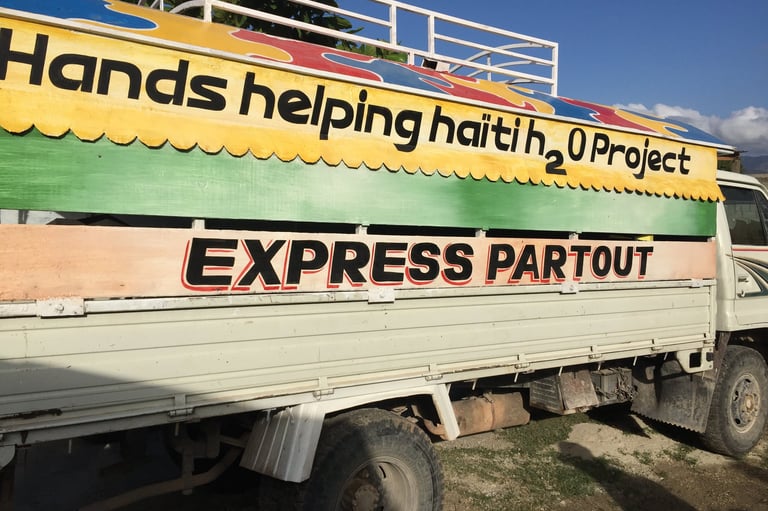 Hands helping haïti h₂O Project
EXPRESS PARTOUT